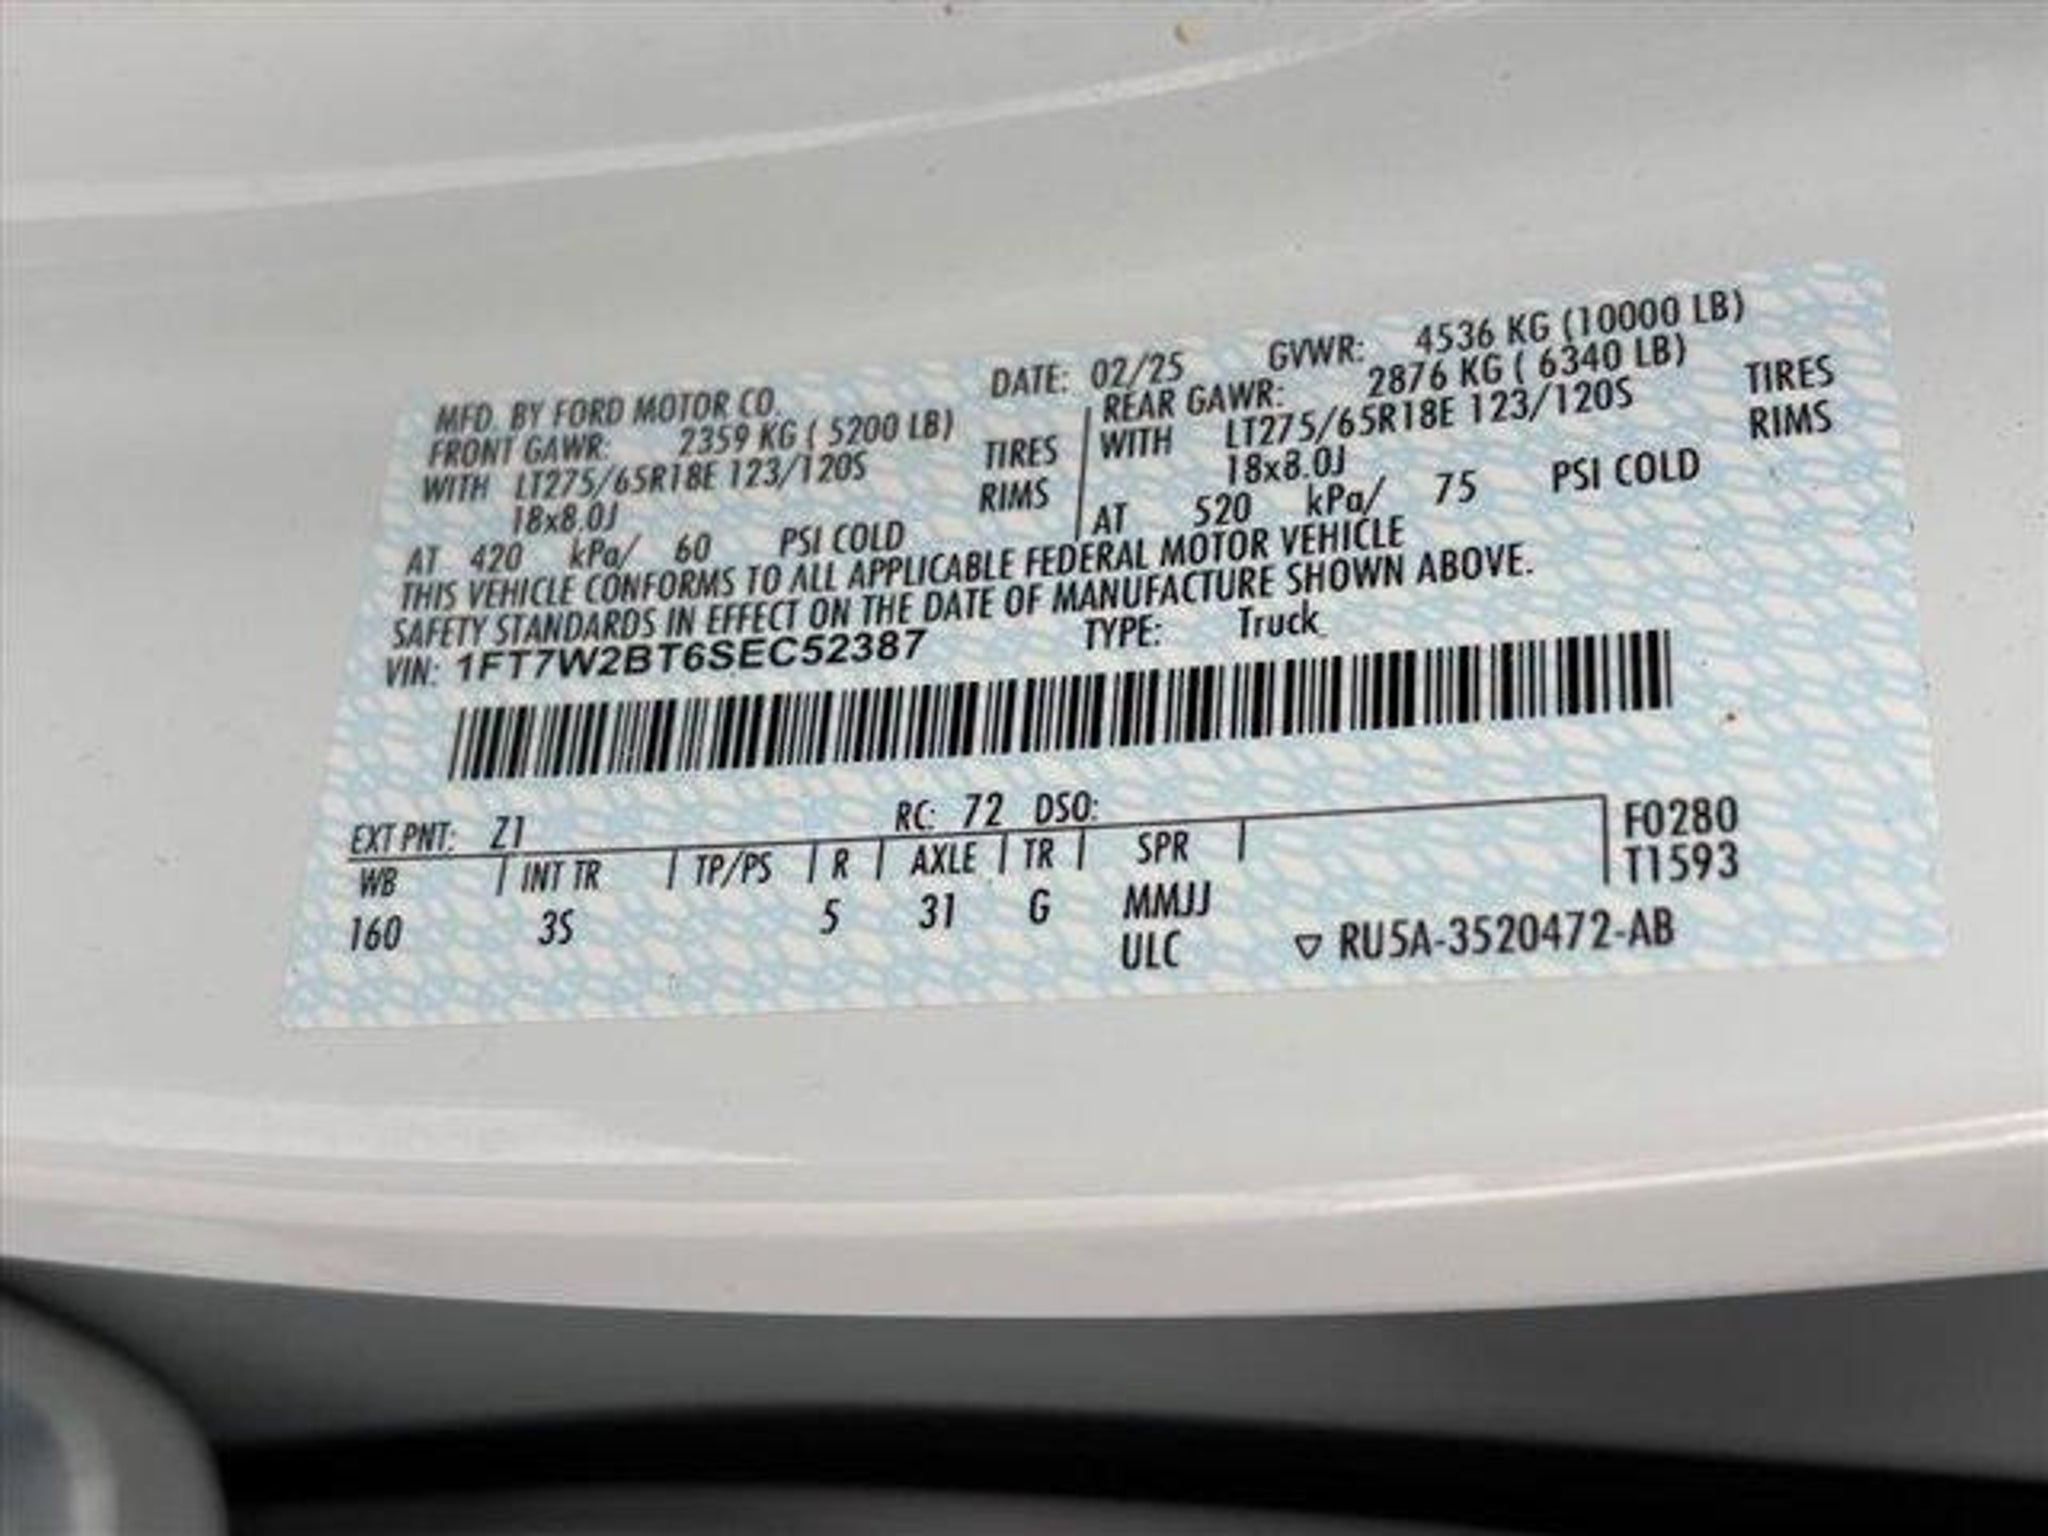 MFD. BY FORD MOTOR CO. DATE: 02/25 GVWR: 4536 KG (10000 LB)
FRONT GAWR: 2359 KG ( 5200 LB) REAR GAWR: 2876 KG ( 6340 LB)
WITH LT275/65R18E 123/120S TIRES WITH LT275/65R18E 123/120S TIRES
18x8.0J RIMS 18x8.0J RIMS
AT 420 kPa/ 60 PSI COLD AT 520 kPa/ 75 PSI COLD
THIS VEHICLE CONFORMS TO ALL APPLICABLE FEDERAL MOTOR VEHICLE
SAFETY STANDARDS IN EFFECT ON THE DATE OF MANUFACTURE SHOWN ABOVE.
VIN: 1FT7W2BT6SEC52387 TYPE: Truck
EXT PNT: Z1 RC: 72 DSO:
WB INT TR TP/PS R AXLE TR SPR F0280
T1593
160 3S 5 31 G MMJJ
ULC ▽ RU5A-3520472-AB